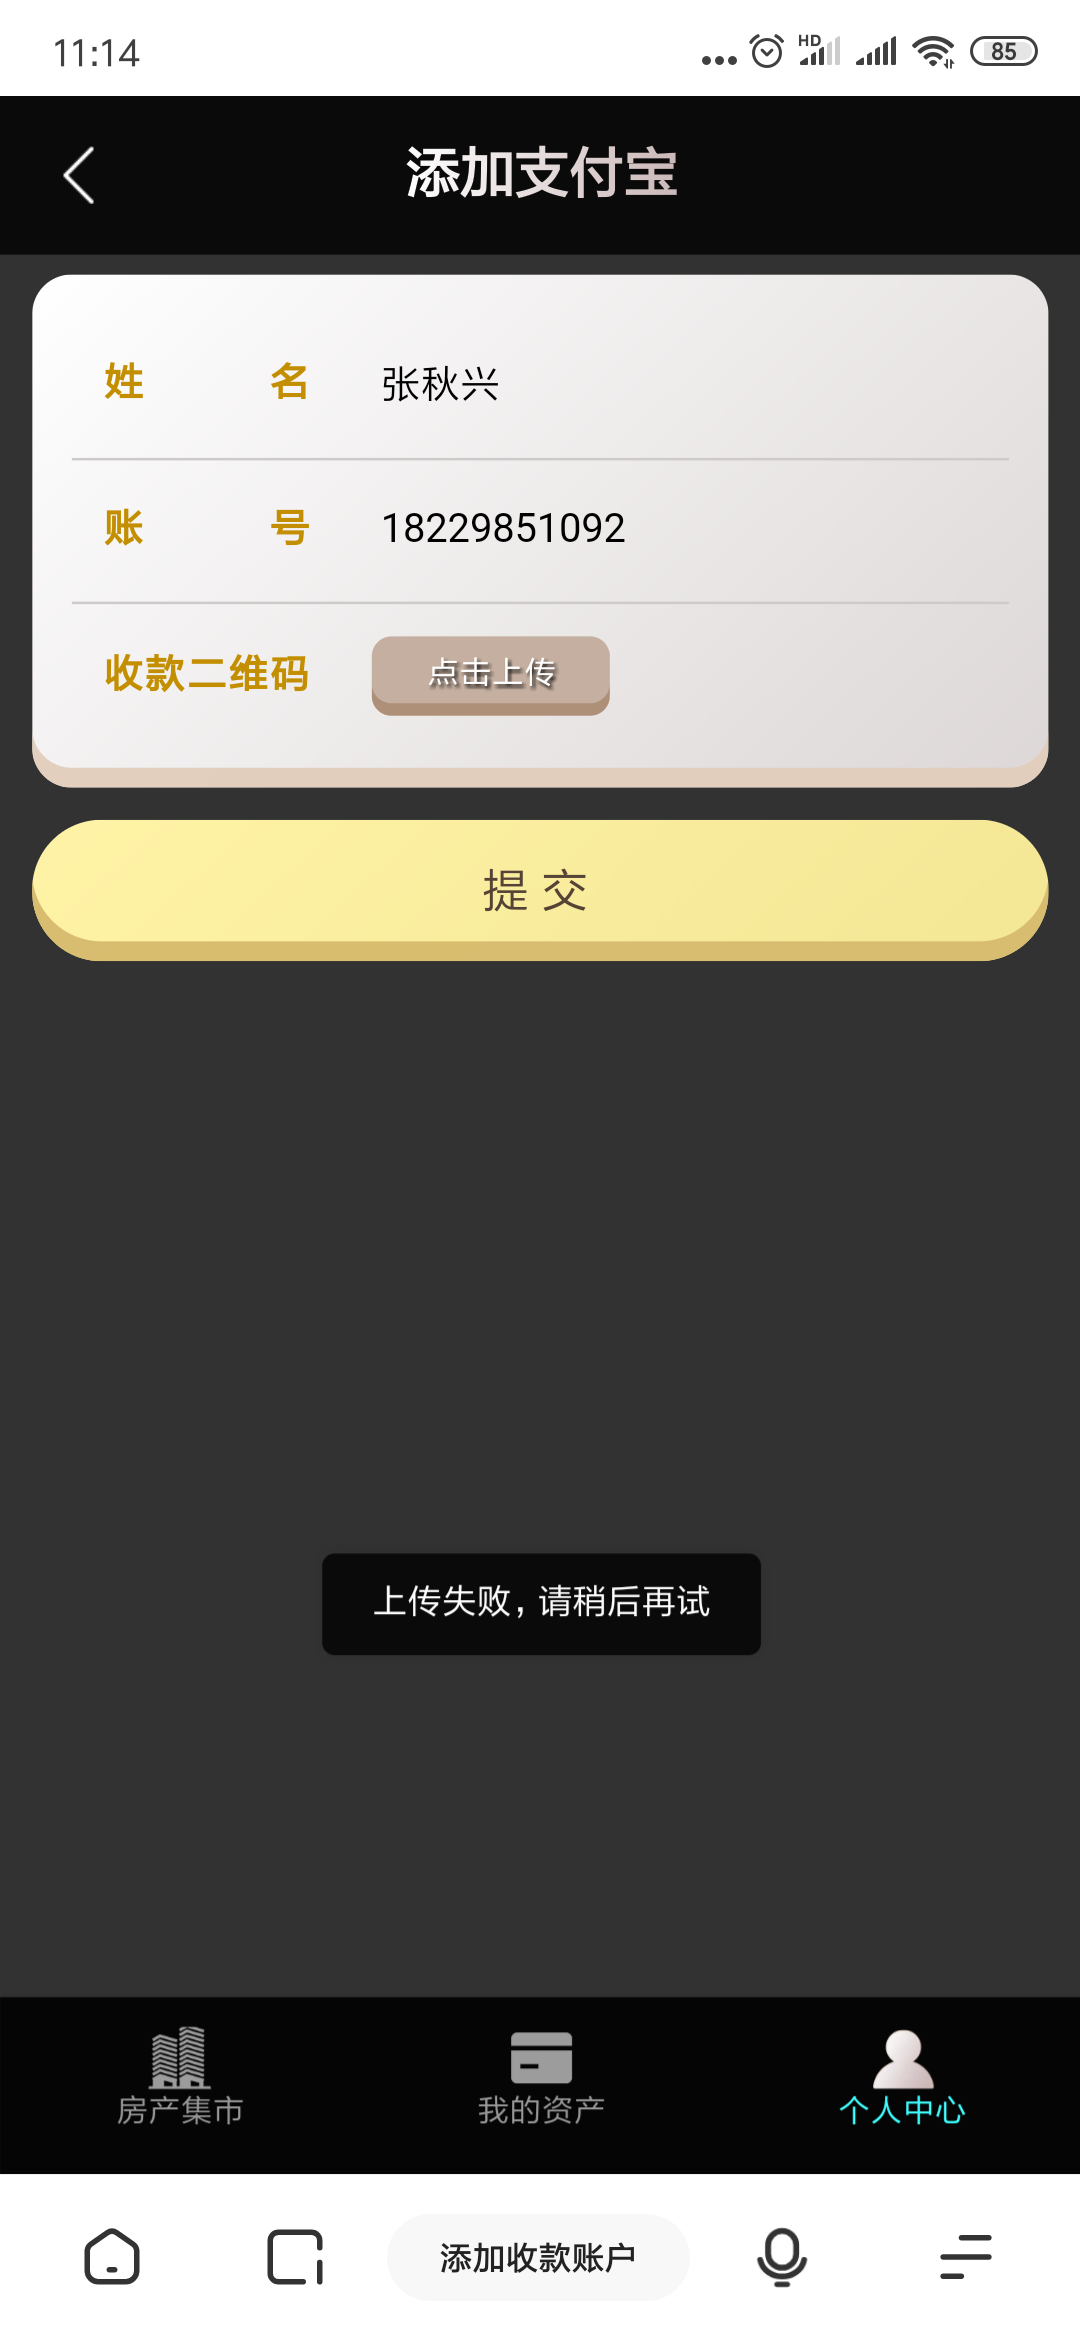 11:14
HD
85
添加支付宝
姓 名 张秋兴
账 号 18229851092
收款二维码 点击上传
提 交
上传失败，请稍后再试
房产集市 我的资产 个人中心
添加收款账户